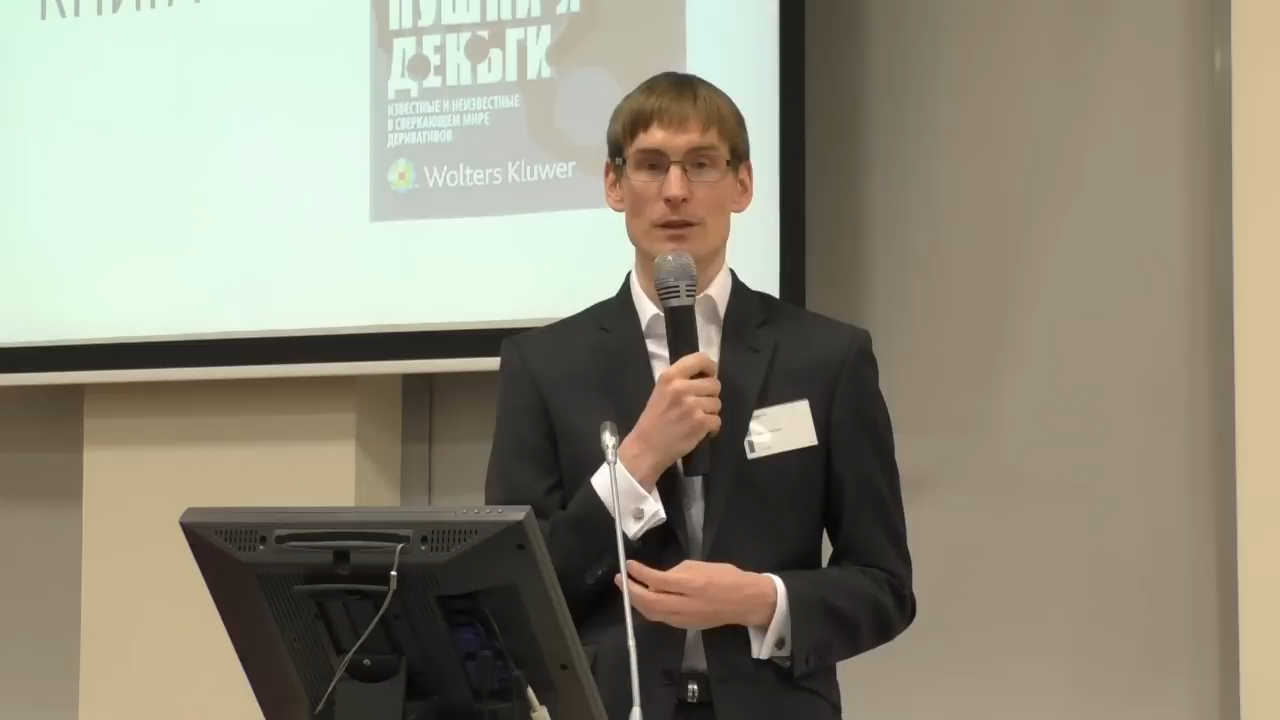 КНИГА
ПУШКИ И
ДЕНЬГИ
ИЗВЕСТНЫЕ И НЕИЗВЕСТНЫЕ
В СВЕРКАЮЩЕМ МИРЕ
ДЕРИВАТИВОВ
Wolters Kluwer